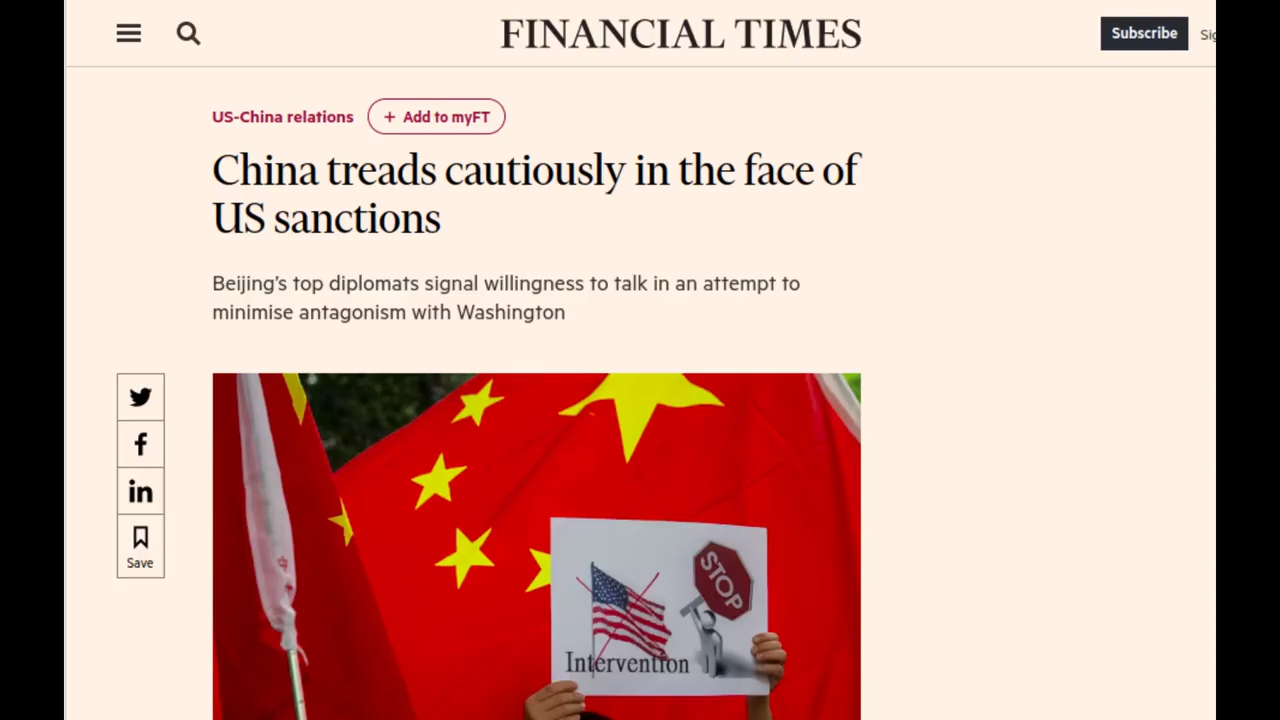 FINANCIAL TIMES
Subscribe
US-China relations
+ Add to myFT
China treads cautiously in the face of
US sanctions
Beijing’s top diplomats signal willingness to talk in an attempt to
minimise antagonism with Washington
Save
STOP
Intervention